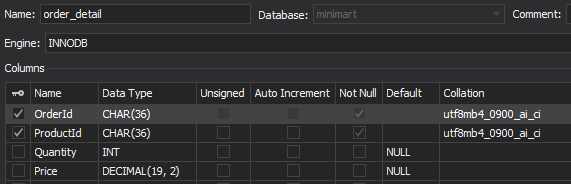 Name: order_detail Database: minimart Comment:
Engine: INNODB
Columns
Name Data Type Unsigned Auto Increment Not Null Default Collation
OrderId CHAR(36) utf8mb4_0900_ai_ci
ProductId CHAR(36) utf8mb4_0900_ai_ci
Quantity INT NULL
Price DECIMAL(19, 2) NULL